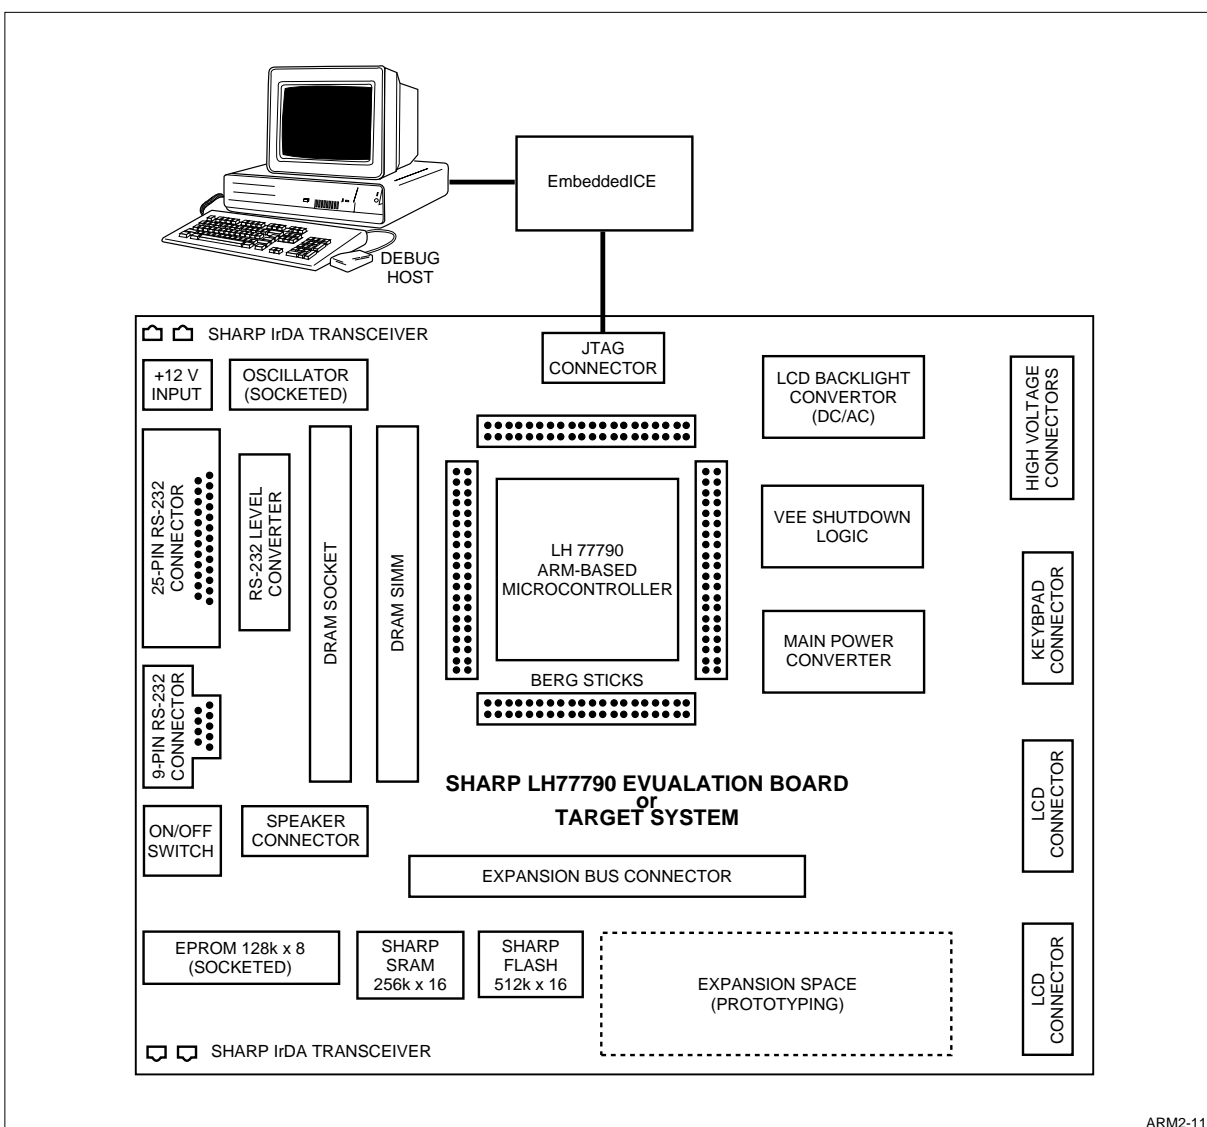 EmbeddedICE
DEBUG
HOST
SHARP IrDA TRANSCEIVER
JTAG
CONNECTOR
+12 V
INPUT
OSCILLATOR
(SOCKETED)
LCD BACKLIGHT
CONVERTOR
(DC/AC)
HIGH VOLTAGE
CONNECTORS
25-PIN RS-232
CONNECTOR
RS-232 LEVEL
CONVERTER
DRAM SOCKET
DRAM SIMM
LH 77790
ARM-BASED
MICROCONTROLLER
VEE SHUTDOWN
LOGIC
KEYBPAD
CONNECTOR
MAIN POWER
CONVERTER
BERG STICKS
9-PIN RS-232
CONNECTOR
SHARP LH77790 EVUALATION BOARD
or
TARGET SYSTEM
LCD
CONNECTOR
ON/OFF
SWITCH
SPEAKER
CONNECTOR
EXPANSION BUS CONNECTOR
EPROM 128k x 8
(SOCKETED)
SHARP
SRAM
256k x 16
SHARP
FLASH
512k x 16
EXPANSION SPACE
(PROTOTYPING)
LCD
CONNECTOR
SHARP IrDA TRANSCEIVER
ARM2-11